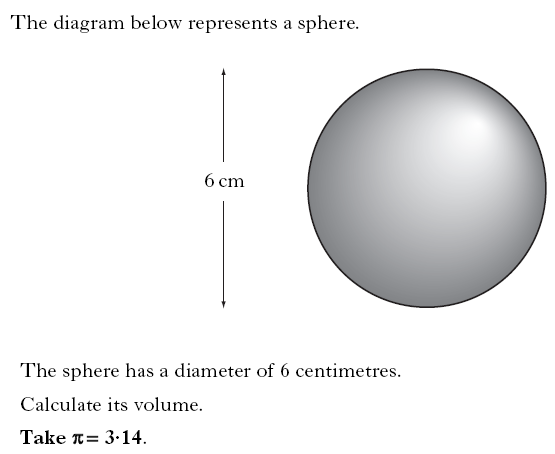 The diagram below represents a sphere.
6 cm
The sphere has a diameter of 6 centimetres.
Calculate its volume.
Take π = 3·14.